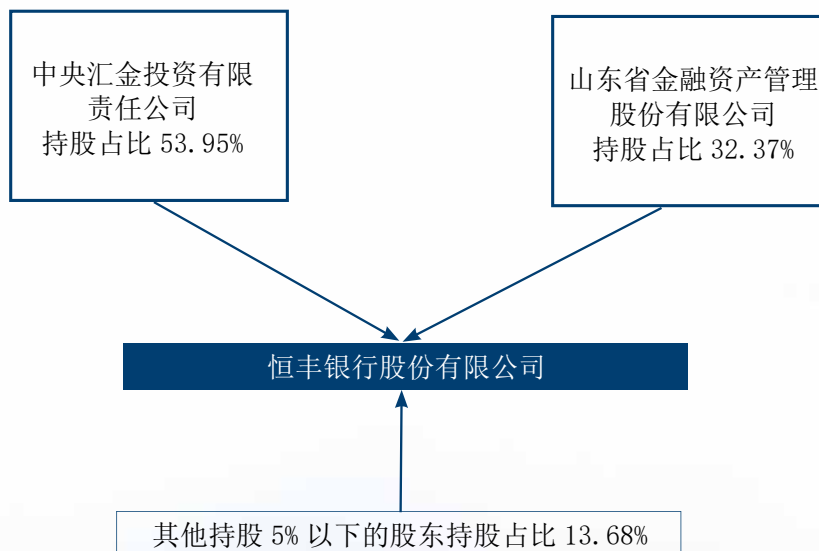 中央汇金投资有限
责任公司
持股占比 53.95%
山东省金融资产管理
股份有限公司
持股占比 32.37%
恒丰银行股份有限公司
其他持股 5% 以下的股东持股占比 13.68%